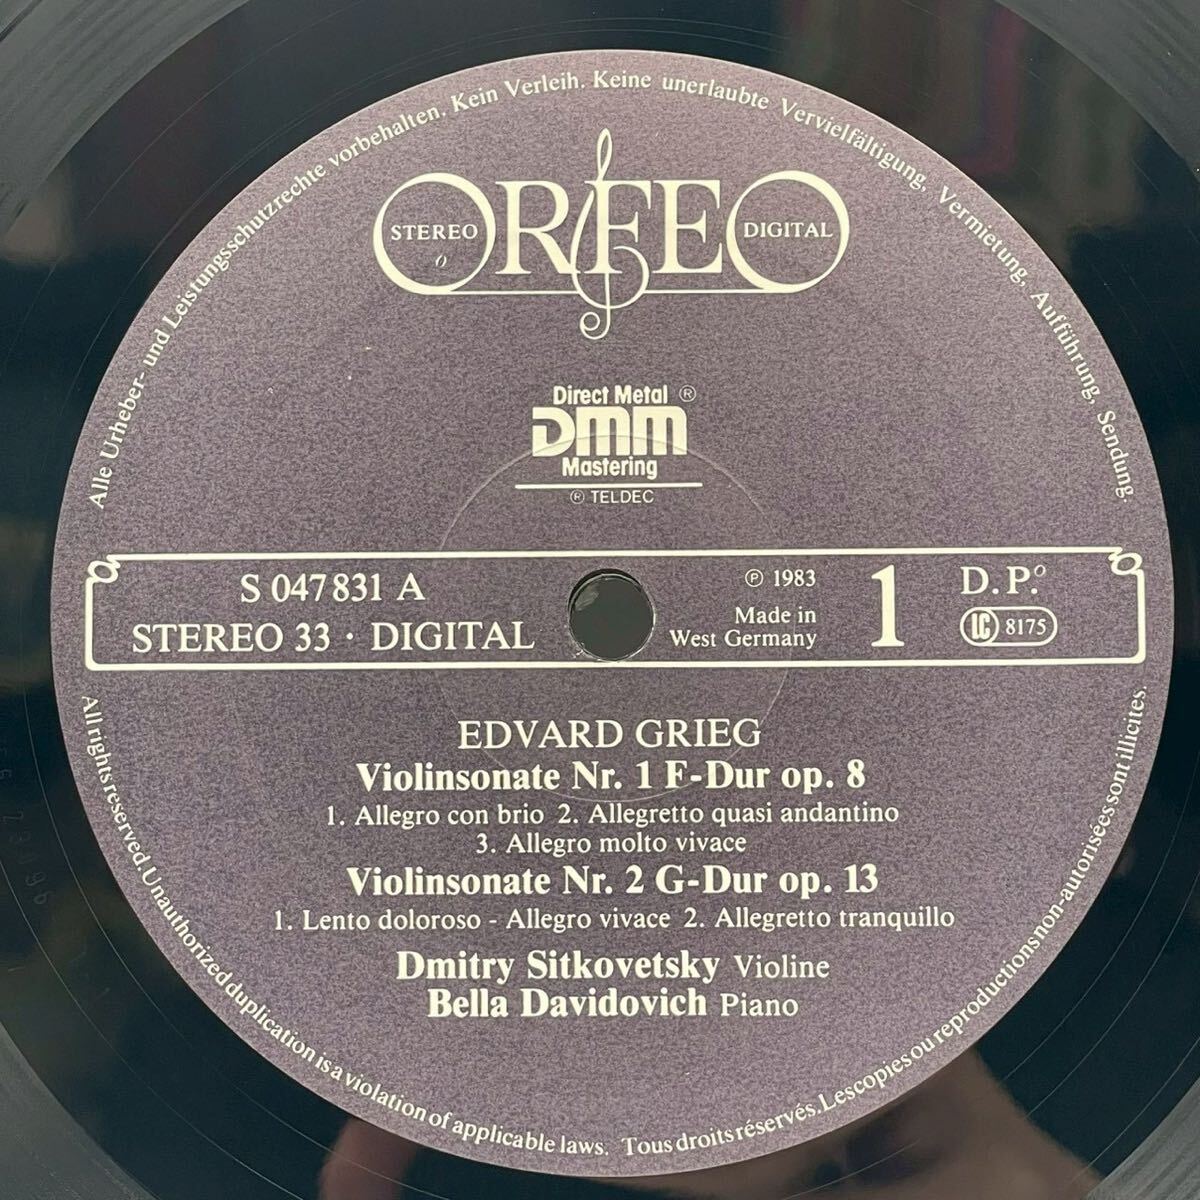 Alle Urheber- und Leistungsschutzrechte vorbehalten. Kein Verleih. Keine unerlaubte Vervielfältigung, Vermietung, Aufführung, Sendung.
ORFEO
STEREO
DIGITAL
Direct Metal ®
DMM
Mastering
® TELDEC
S 047 831 A
STEREO 33 · DIGITAL
℗ 1983
Made in
West Germany
1
D.P.º
LC 8175
EDVARD GRIEG
Violinsonate Nr. 1 F-Dur op. 8
1. Allegro con brio 2. Allegretto quasi andantino
3. Allegro molto vivace
Violinsonate Nr. 2 G-Dur op. 13
1. Lento doloroso - Allegro vivace 2. Allegretto tranquillo
Dmitry Sitkovetsky Violine
Bella Davidovich Piano
All rights reserved. Unauthorized duplication is a violation of applicable laws. Tous droits réservés. Les copies ou reproductions non-autorisées sont illicites.